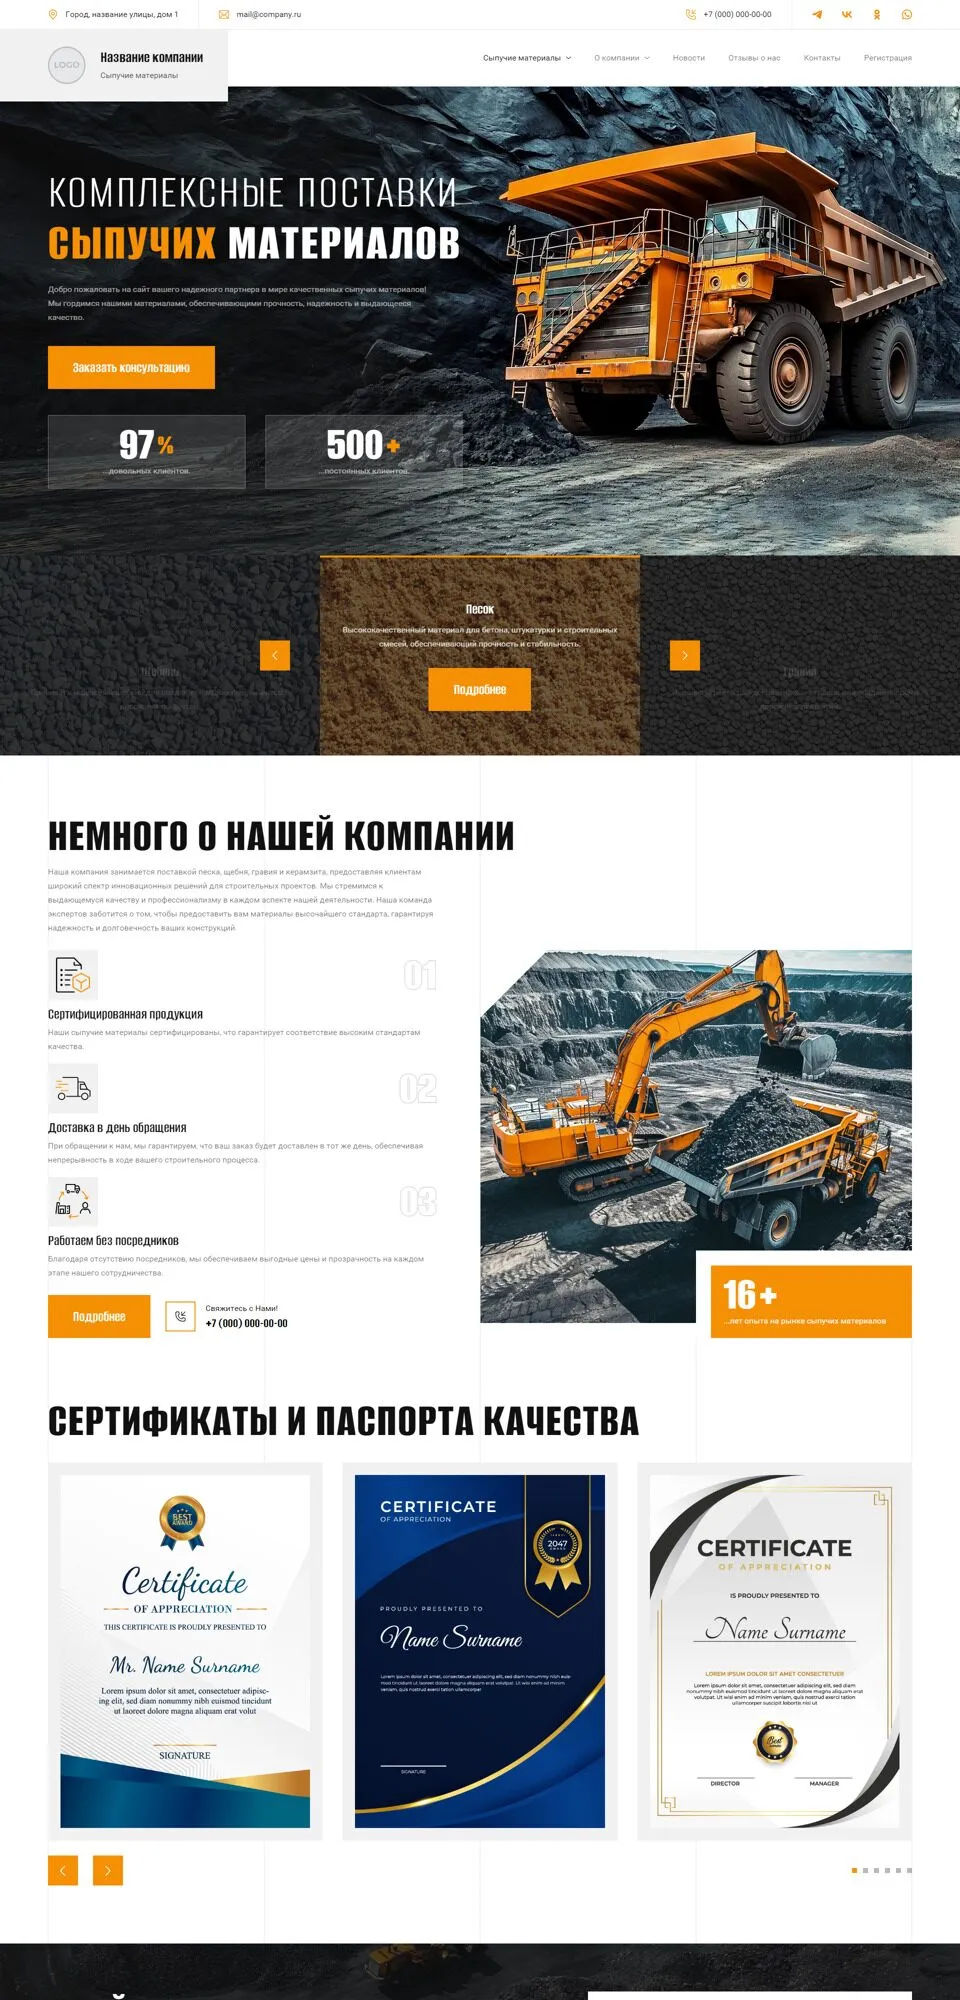 Город, название улицы, дом 1
mail@company.ru
+7 (000) 000-00-00
LOGO
Название компании
Сыпучие материалы
Сыпучие материалы
О компании
Новости
Отзывы о нас
Контакты
Регистрация
КОМПЛЕКСНЫЕ ПОСТАВКИ
СЫПУЧИХ МАТЕРИАЛОВ
Добро пожаловать на сайт вашего надежного партнера в мире качественных сыпучих материалов!
Мы гордимся нашими материалами, обеспечивающими прочность, надежность и выдающееся
качество.
Заказать консультацию
97%
...довольных клиентов.
500+
...постоянных клиентов.
Щебень
Песок
Высококачественный материал для бетона, штукатурки и строительных
смесей, обеспечивающий прочность и стабильность.
Подробнее
Гравий
НЕМНОГО О НАШЕЙ КОМПАНИИ
Наша компания занимается поставкой песка, щебня, гравия и керамзита, предоставляя клиентам
широкий спектр инновационных решений для строительных проектов. Мы стремимся к
выдающемуся качеству и профессионализму в каждом аспекте нашей деятельности. Наша команда
экспертов заботится о том, чтобы предоставить вам материалы высочайшего стандарта, гарантируя
надежность и долговечность ваших конструкций.
01
Сертифицированная продукция
Наши сыпучие материалы сертифицированы, что гарантирует соответствие высоким стандартам
качества.
02
Доставка в день обращения
При обращении к нам, мы гарантируем, что ваш заказ будет доставлен в тот же день, обеспечивая
непрерывность в ходе вашего строительного процесса.
03
Работаем без посредников
Благодаря отсутствию посредников, мы обеспечиваем выгодные цены и прозрачность на каждом
этапе нашего сотрудничества.
Подробнее
Свяжитесь с Нами!
+7 (000) 000-00-00
16+
...лет опыта на рынке сыпучих материалов
СЕРТИФИКАТЫ И ПАСПОРТА КАЧЕСТВА
BEST
AWARD
Certificate
OF APPRECIATION
THIS CERTIFICATE IS PROUDLY PRESENTED TO
Mr. Name Surname
Lorem ipsum dolor sit amet, consectetuer adipisc-
ing elit, sed diam nonummy nibh euismod tincidunt
ut laoreet dolore magna aliquam erat volut
SIGNATURE
CERTIFICATE
OF APPRECIATION
2047
AWARD
PROUDLY PRESENTED TO
Name Surname
Lorem ipsum dolor sit amet, consectetuer adipiscing elit, sed diam nonummy nibh euis-
mod tincidunt ut laoreet dolore magna aliquam erat volutpat. Ut wisi enim ad minim
veniam, quis nostrud exerci tation ullamcorper
SIGNATURE
CERTIFICATE
OF APPRECIATION
IS PROUDLY PRESENTED TO
Name Surname
LOREM IPSUM DOLOR SIT AMET CONSECTETUER
Lorem ipsum dolor sit amet, consectetuer adipiscing elit, sed diam
nonummy nibh euismod tincidunt ut laoreet dolore magna aliquam erat
volutpat. Ut wisi enim ad minim veniam, quis nostrud exerci tation
ullamcorper suscipit lobortis nisl ut
Best
DIRECTOR
MANAGER